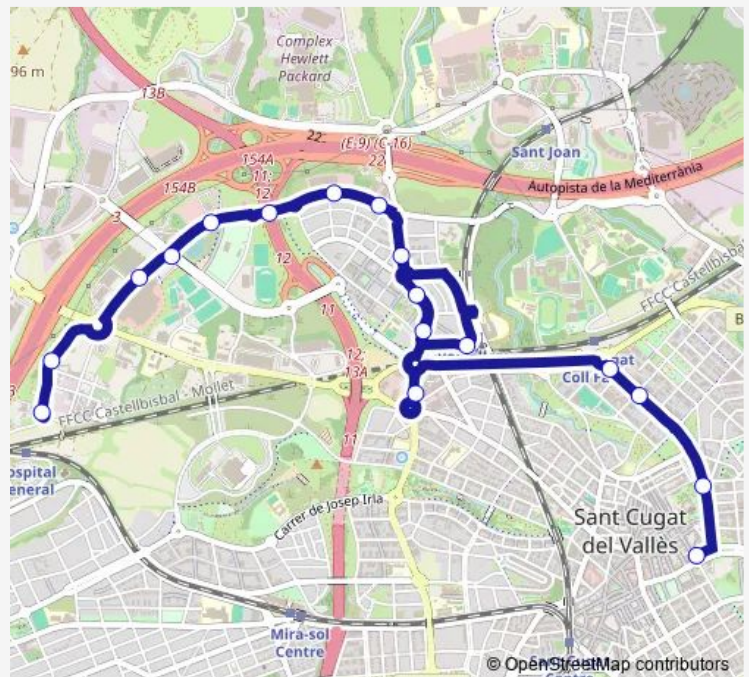 Complex
Hewlett
Packard
96 m
13B
22
(E-9) (C-16)
22
154A
11;
12
Sant Joan
Autopista de la Mediterrània
154B
3
12
11
FFCC Castellbisbal
B
12;
13A
Coll F
FFCC Castellbisbal - Mollet
11
ospital
eneral
Carrer de Josep Irla
Sant Cugat
del Vallès
Mira-sol
Centre
© OpenStreetMap contributors